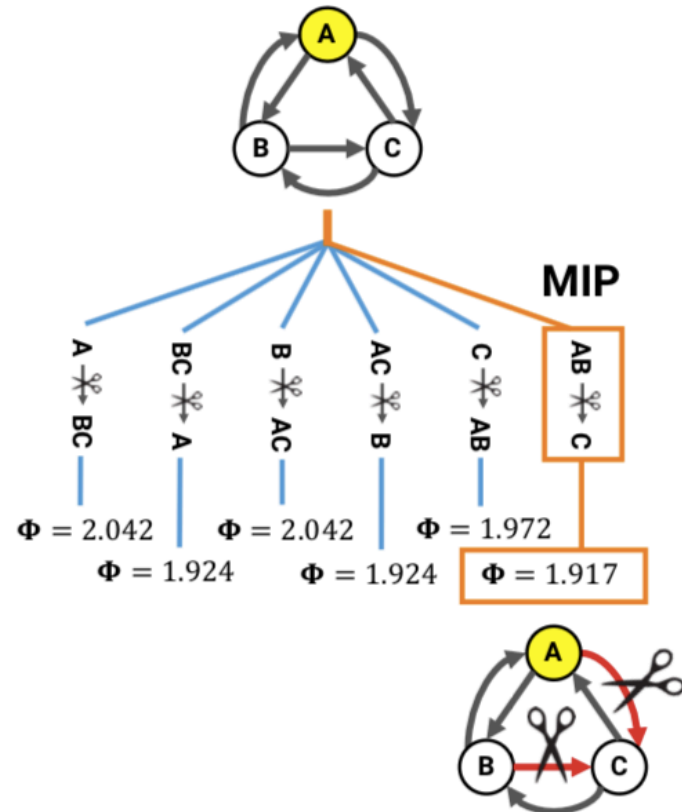 A
B
C
MIP
A
BC
BC
A
B
AC
AC
B
C
AB
AB
C
Φ = 2.042
Φ = 2.042
Φ = 1.972
Φ = 1.924
Φ = 1.924
Φ = 1.917
A
B
C